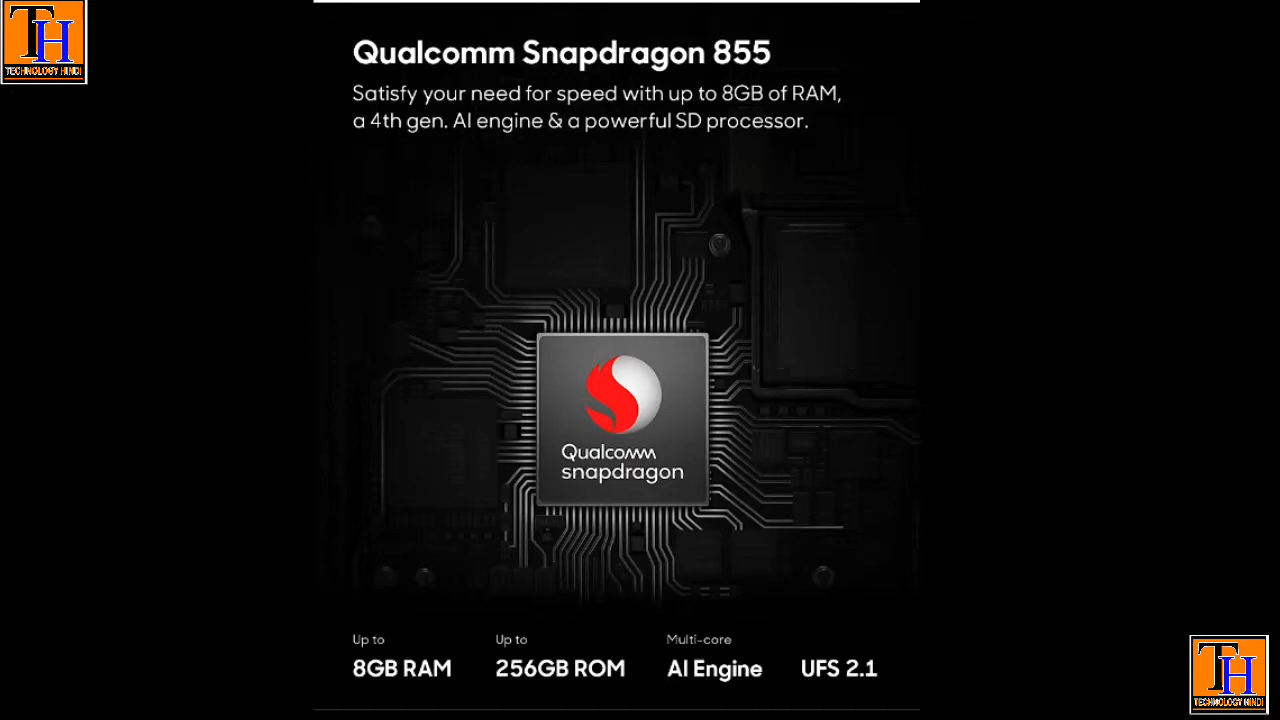 TH
TECHNOLOGY HINDI
Qualcomm Snapdragon 855
Satisfy your need for speed with up to 8GB of RAM,
a 4th gen. AI engine & a powerful SD processor.
Qualcomm
snapdragon
Up to
8GB RAM
Up to
256GB ROM
Multi-core
AI Engine
UFS 2.1
TH
TECHNOLOGY HINDI